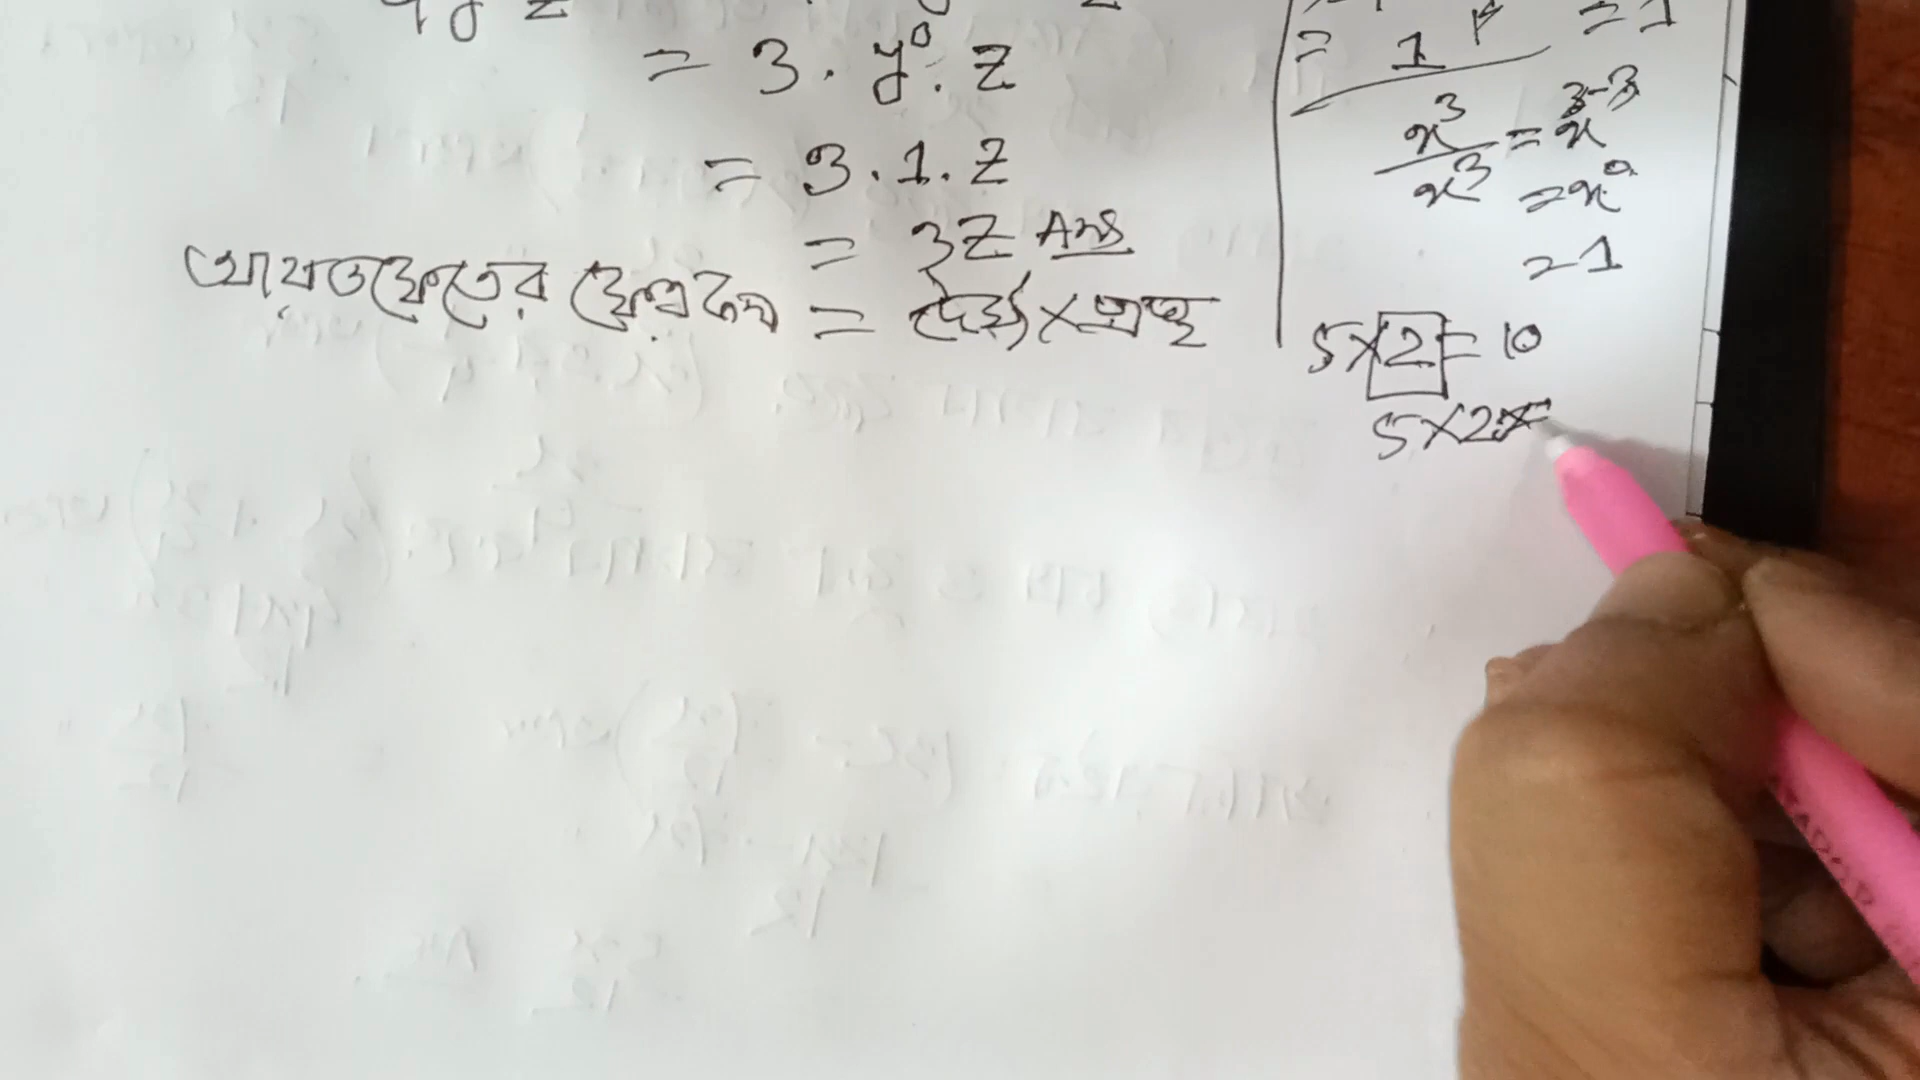 = 3 . y⁰ . z
= 3 . 1 . z
= 3z Ans
আয়তক্ষেত্রের ক্ষেত্রফল = দৈর্ঘ্য × প্রস্থ
= 1
= 1
x³/x³ = x³⁻³
= x⁰
= 1
5 × 2 = 10
5 × 2